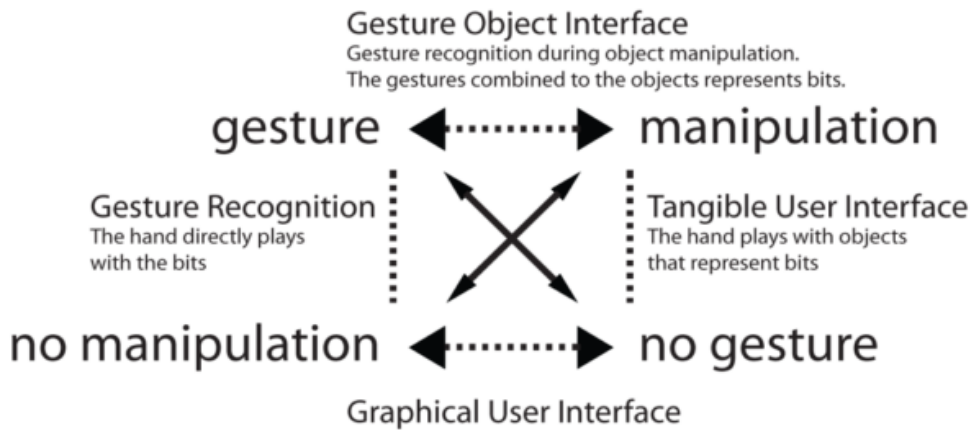 Gesture Object Interface
Gesture recognition during object manipulation.
The gestures combined to the objects represents bits.
gesture
manipulation
Gesture Recognition
The hand directly plays
with the bits
Tangible User Interface
The hand plays with objects
that represent bits
no manipulation
no gesture
Graphical User Interface